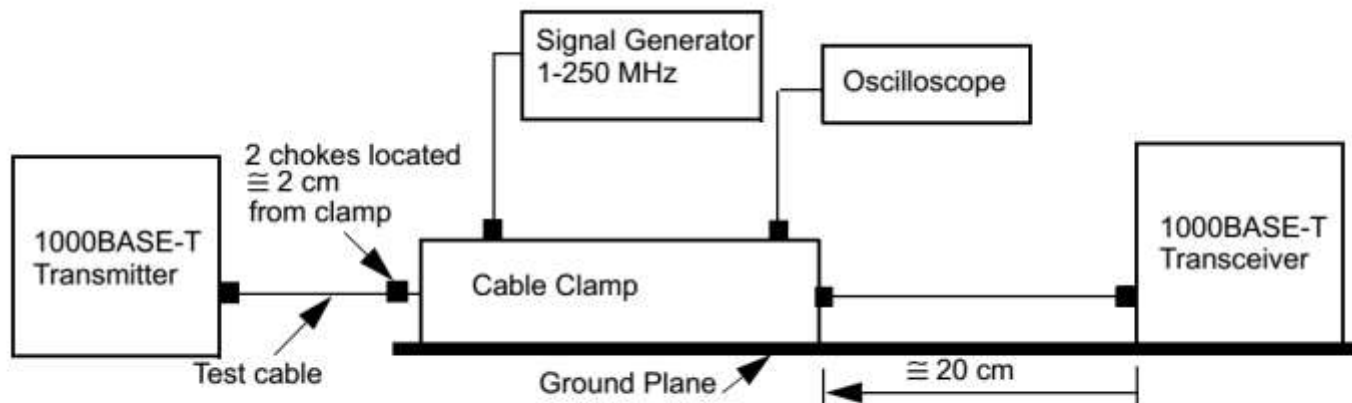 Signal Generator
1-250 MHz
Oscilloscope
2 chokes located
≅ 2 cm
from clamp
1000BASE-T
Transmitter
1000BASE-T
Transceiver
Cable Clamp
Test cable
Ground Plane
≅ 20 cm